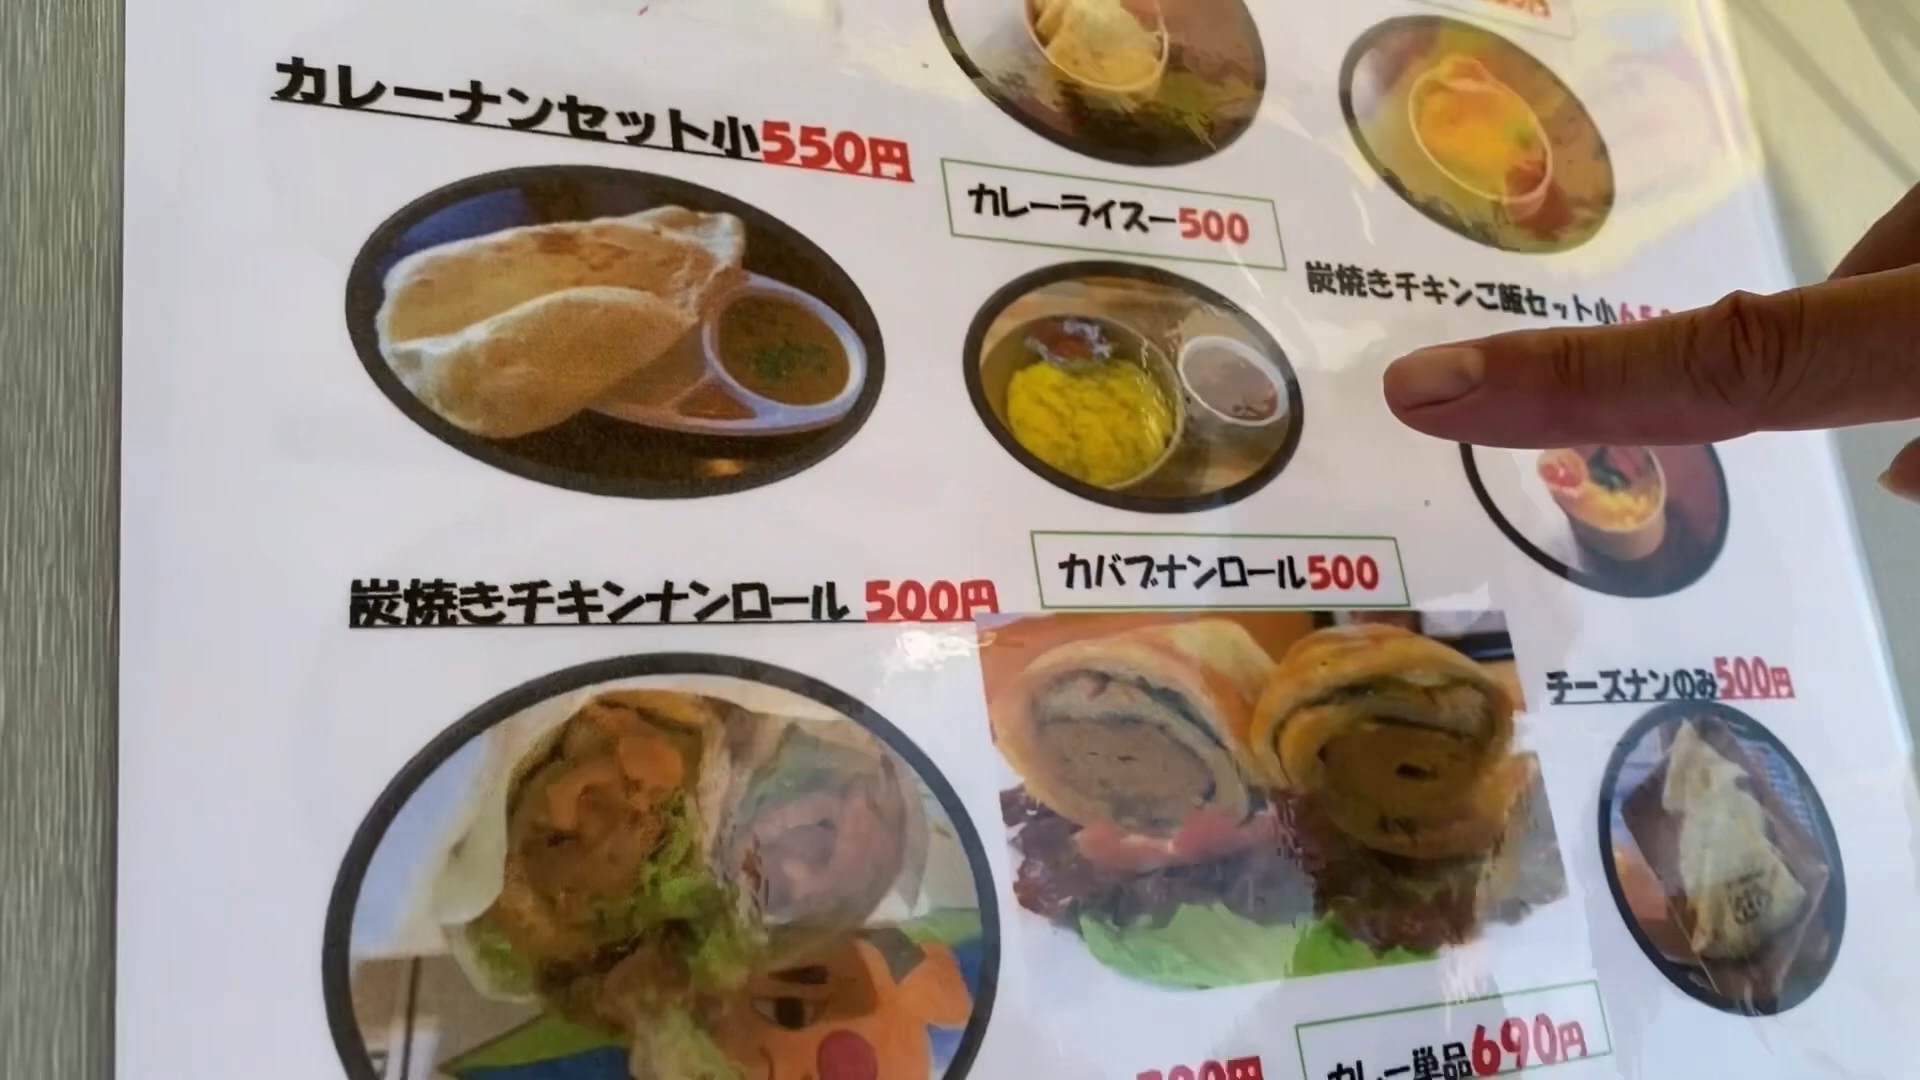 カレーナンセット小550円
カレーライスー500
炭焼きチキンご飯セット小
炭焼きチキンナンロール 500円
カバブナンロール500
チーズナンのみ500円
カレー単品690円